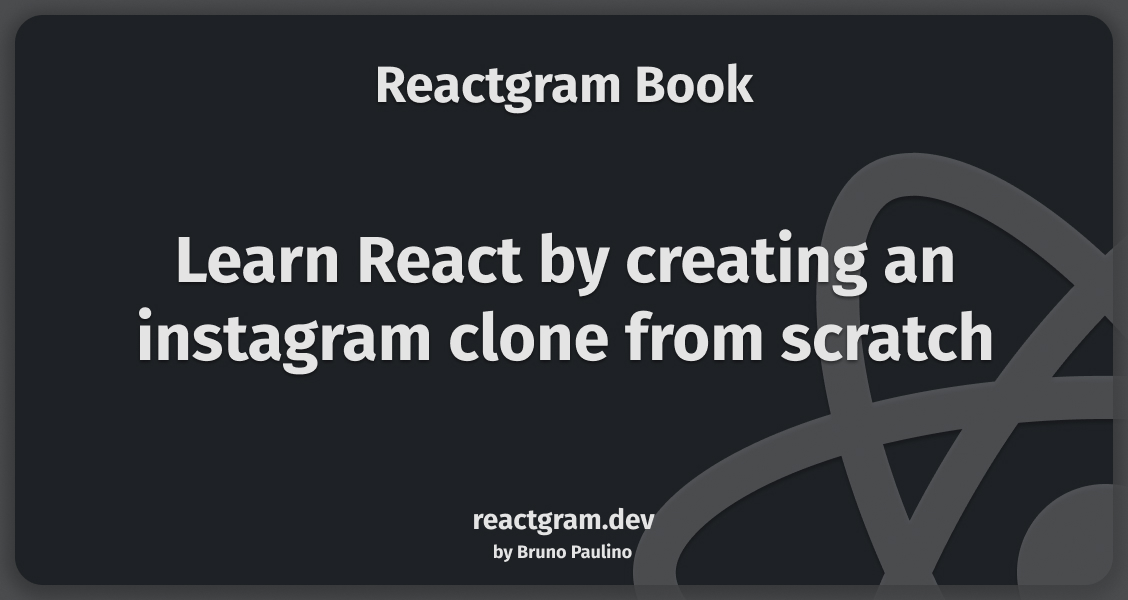 Reactgram Book
Learn React by creating an
instagram clone from scratch
reactgram.dev
by Bruno Paulino